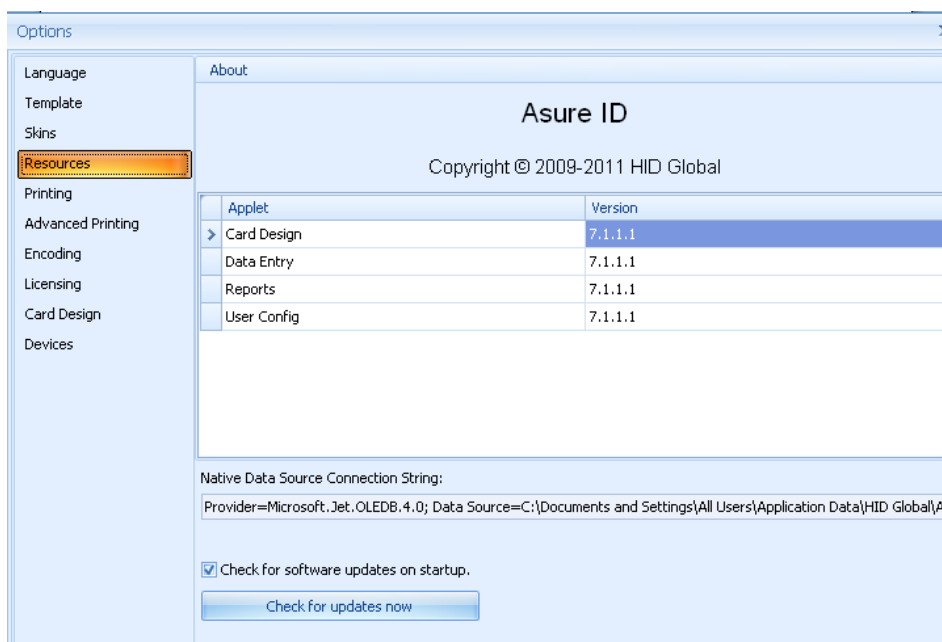 Options
Language
Template
Skins
Resources
Printing
Advanced Printing
Encoding
Licensing
Card Design
Devices
About
Asure ID
Copyright © 2009-2011 HID Global
Applet Version
Card Design 7.1.1.1
Data Entry 7.1.1.1
Reports 7.1.1.1
User Config 7.1.1.1
Native Data Source Connection String:
Provider=Microsoft.Jet.OLEDB.4.0; Data Source=C:\Documents and Settings\All Users\Application Data\HID Global\A
Check for software updates on startup.
Check for updates now